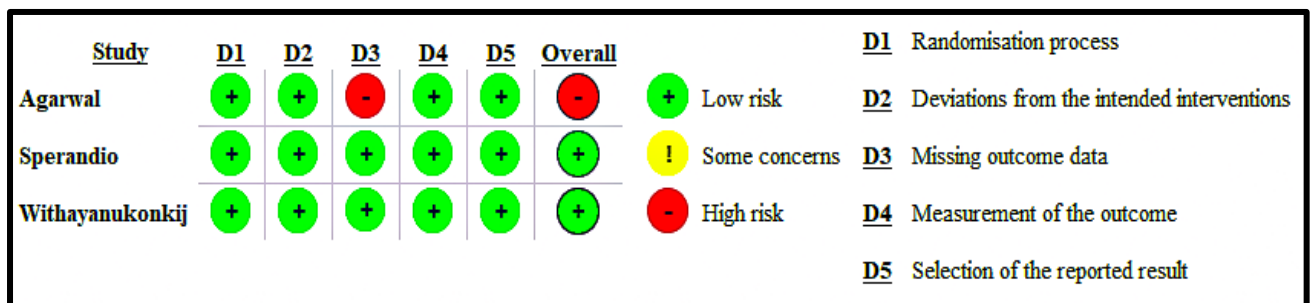 Study D1 D2 D3 D4 D5 Overall
Agarwal + + - + + -
Sperandio + + + + + +
Withayanukonkij + + + + + +
+ Low risk
! Some concerns
- High risk
D1 Randomisation process
D2 Deviations from the intended interventions
D3 Missing outcome data
D4 Measurement of the outcome
D5 Selection of the reported result